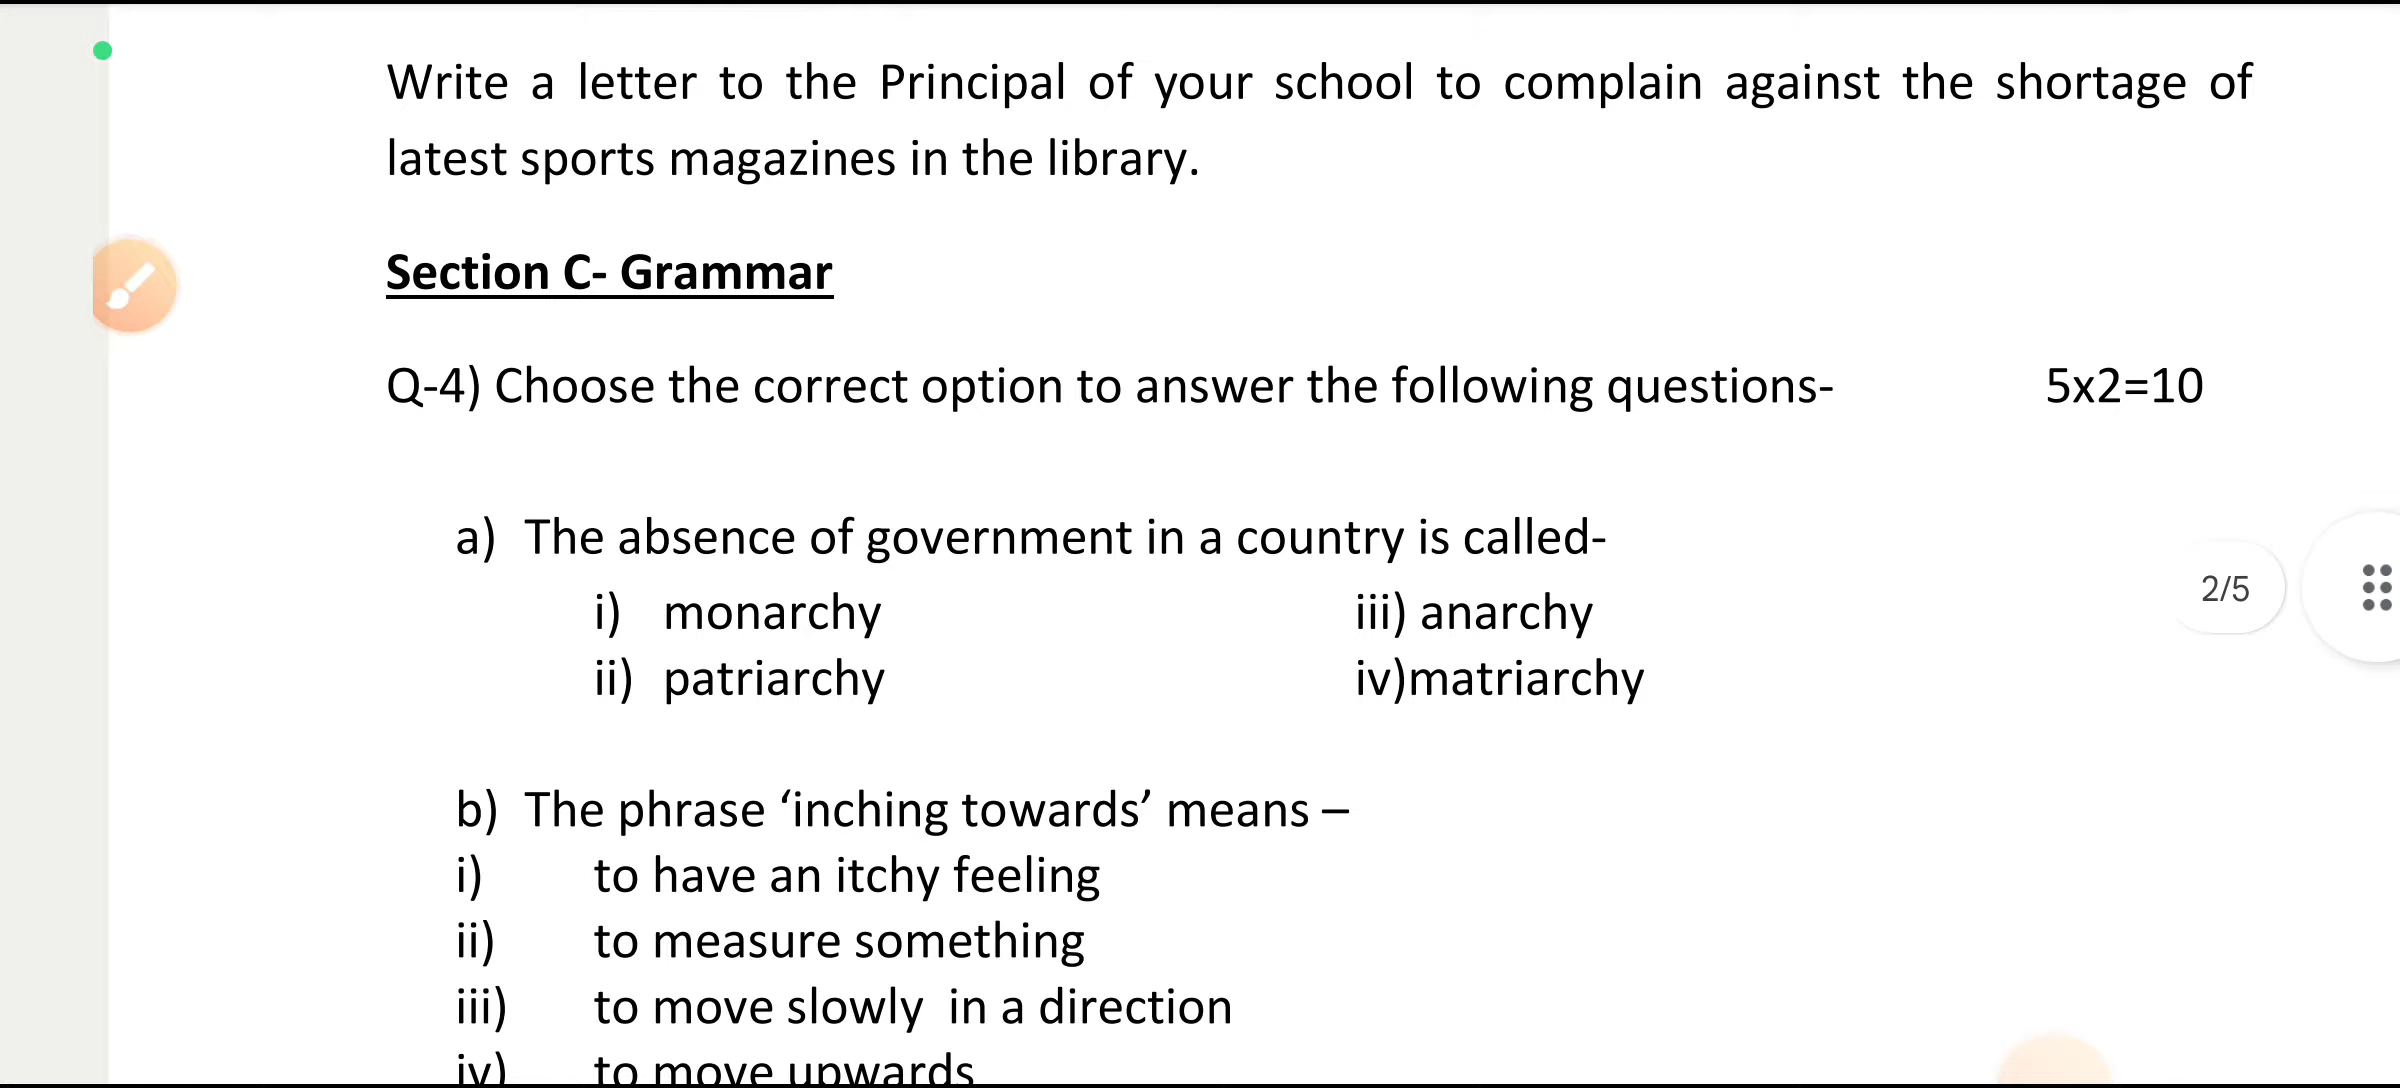 Write a letter to the Principal of your school to complain against the shortage of
latest sports magazines in the library.
Section C- Grammar
Q-4) Choose the correct option to answer the following questions- 5x2=10
a) The absence of government in a country is called-
i) monarchy iii) anarchy
ii) patriarchy iv)matriarchy
2/5
b) The phrase ‘inching towards’ means –
i) to have an itchy feeling
ii) to measure something
iii) to move slowly  in a direction
iv) to move upwards